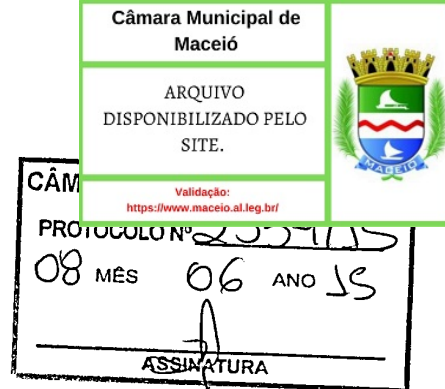 Câmara Municipal de
Maceió
ARQUIVO
DISPONIBILIZADO PELO
SITE.
Validação:
https://www.maceio.al.leg.br/
MACEIÓ
CÂM
PROTOCOLO Nº
08 MÊS 06 ANO 15
ASSINATURA